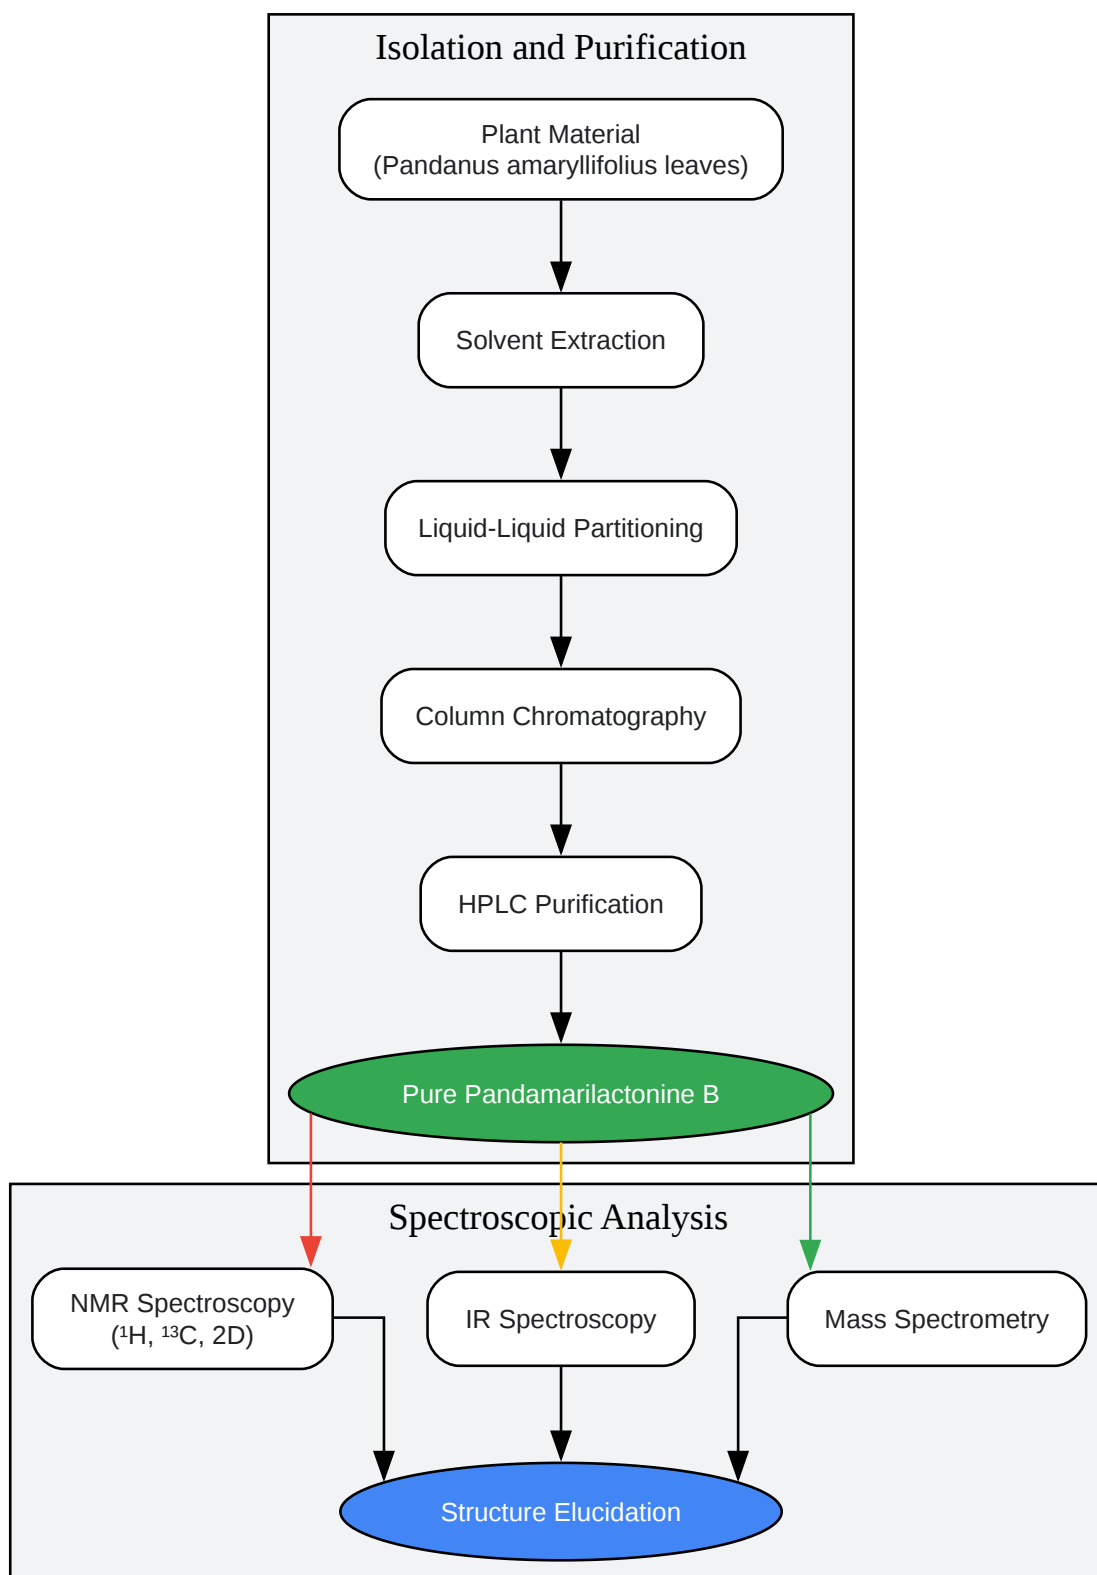 Isolation and Purification
Plant Material
(Pandanus amaryllifolius leaves)
Solvent Extraction
Liquid-Liquid Partitioning
Column Chromatography
HPLC Purification
Pure Pandamarilactonine B
Spectroscopic Analysis
NMR Spectroscopy
(¹H, ¹³C, 2D)
IR Spectroscopy
Mass Spectrometry
Structure Elucidation